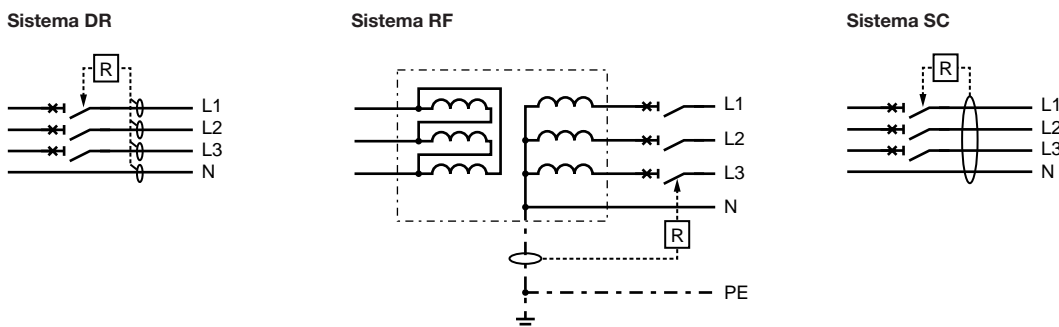 Sistema DR
R
L1
L2
L3
N
Sistema RF
L1
L2
L3
N
R
PE
Sistema SC
R
L1
L2
L3
N